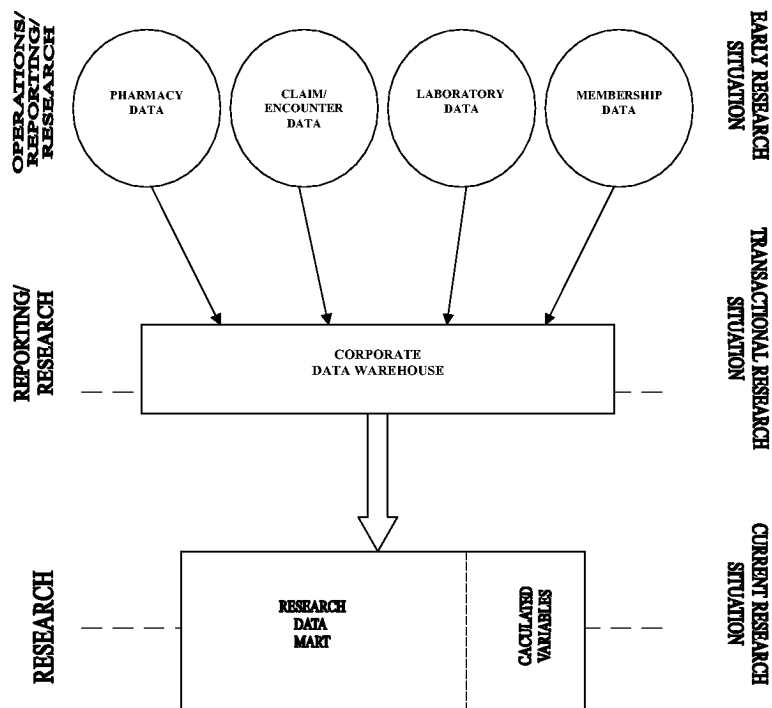 OPERATIONS/
REPORTING/
RESEARCH
PHARMACY
DATA
CLAIM/
ENCOUNTER
DATA
LABORATORY
DATA
MEMBERSHIP
DATA
EARLY RESEARCH
SITUATION
REPORTING/
RESEARCH
CORPORATE
DATA WAREHOUSE
TRANSACTIONAL RESEARCH
SITUATION
RESEARCH
RESEARCH
DATA
MART
CACULATED
VARIABLES
CURRENT RESEARCH
SITUATION